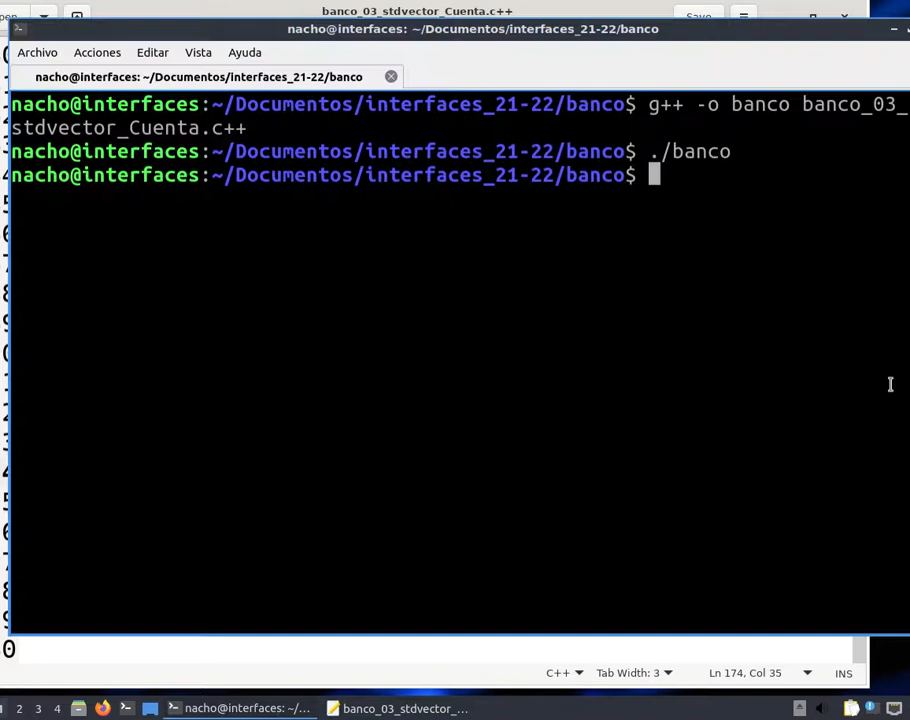 banco_03_stdvector_Cuenta.c++
nacho@interfaces: ~/Documentos/interfaces_21-22/banco
Archivo Acciones Editar Vista Ayuda
nacho@interfaces: ~/Documentos/interfaces_21-22/banco
nacho@interfaces:~/Documentos/interfaces_21-22/banco$ g++ -o banco banco_03_
stdvector_Cuenta.c++
nacho@interfaces:~/Documentos/interfaces_21-22/banco$ ./banco
nacho@interfaces:~/Documentos/interfaces_21-22/banco$
0
C++ Tab Width: 3 Ln 174, Col 35 INS
1 2 3 4 nacho@interfaces: ~/... banco_03_stdvector_...